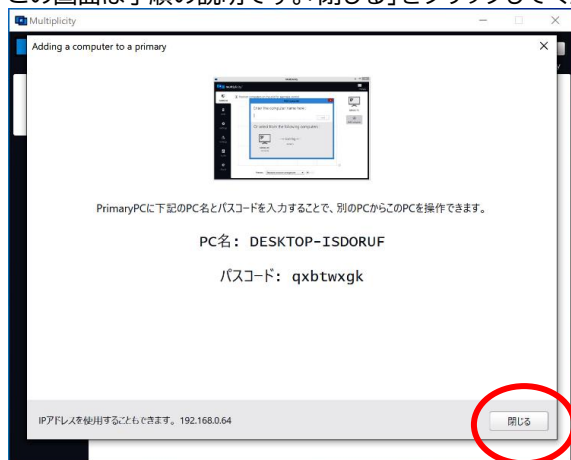 この画面は手順の説明です。「閉じる」をクリックしてく
Multiplicity
Adding a computer to a primary
PrimaryPCに下記のPC名とパスコードを入力することで、別のPCからこのPCを操作できます。
PC名: DESKTOP-ISDORUF
パスコード: qxbtwxgk
IPアドレスを使用することもできます。192.168.0.64
閉じる